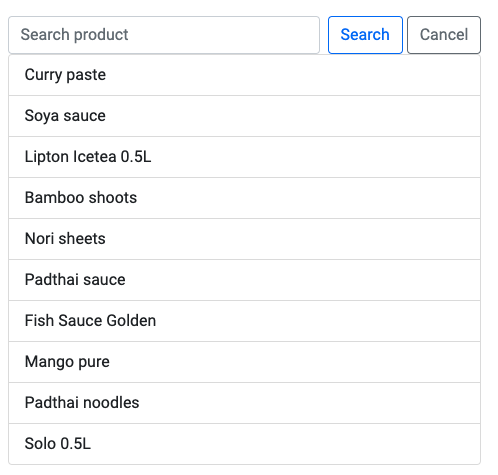 Search product Search Cancel
Curry paste
Soya sauce
Lipton Icetea 0.5L
Bamboo shoots
Nori sheets
Padthai sauce
Fish Sauce Golden
Mango pure
Padthai noodles
Solo 0.5L